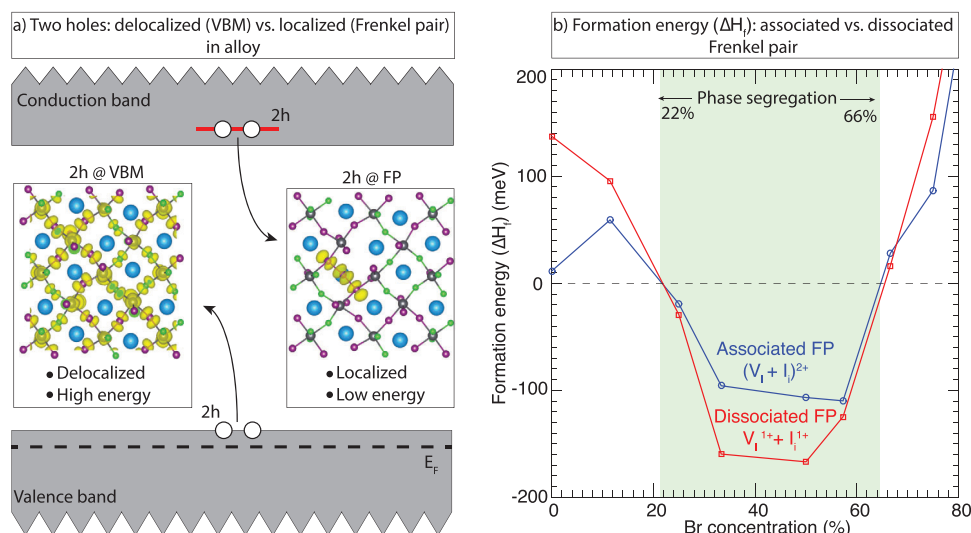 a) Two holes: delocalized (VBM) vs. localized (Frenkel pair)
in alloy
Conduction band
2h
2h @ VBM
2h @ FP
• Delocalized
• High energy
• Localized
• Low energy
2h
E_F
Valence band
b) Formation energy (ΔH_f): associated vs. dissociated
Frenkel pair
Formation energy (ΔH_f) (meV)
200
100
0
-100
-200
Phase segregation
22%
66%
Associated FP
(V_I + I_i)^2+
Dissociated FP
V_I^1+ + I_i^1+
0 20 40 60 80
Br concentration (%)